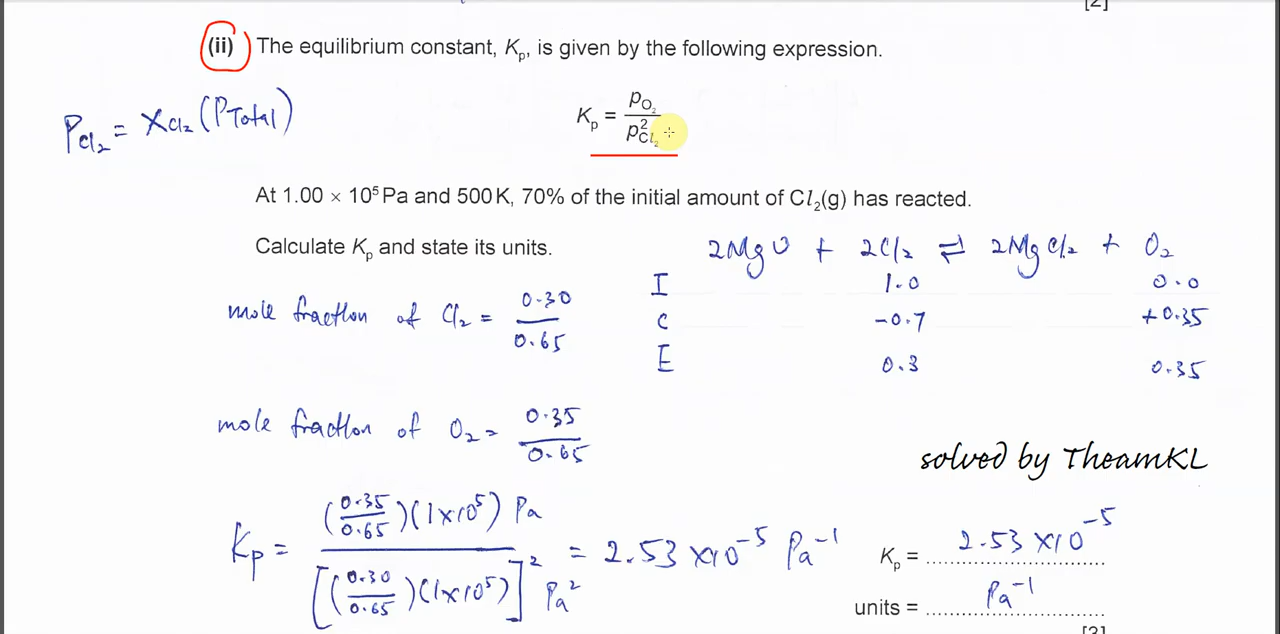 [2]
(ii) The equilibrium constant, Kp, is given by the following expression.
Kp = pO2 / p²Cl2
PCl2 = XCl2 (PTotal)
At 1.00 × 10⁵ Pa and 500 K, 70% of the initial amount of Cl2(g) has reacted.
Calculate Kp and state its units.
2MgO + 2Cl2 ⇌ 2MgCl2 + O2
I 1.0 0.0
C -0.7 +0.35
E 0.3 0.35
mole fraction of Cl2 = 0.30 / 0.65
mole fraction of O2 = 0.35 / 0.65
solved by TheamKL
Kp = (0.35/0.65)(1×10⁵) Pa / [(0.30/0.65)(1×10⁵)]² Pa² = 2.53 ×10⁻⁵ Pa⁻¹
Kp = 2.53 ×10⁻⁵
units = Pa⁻¹